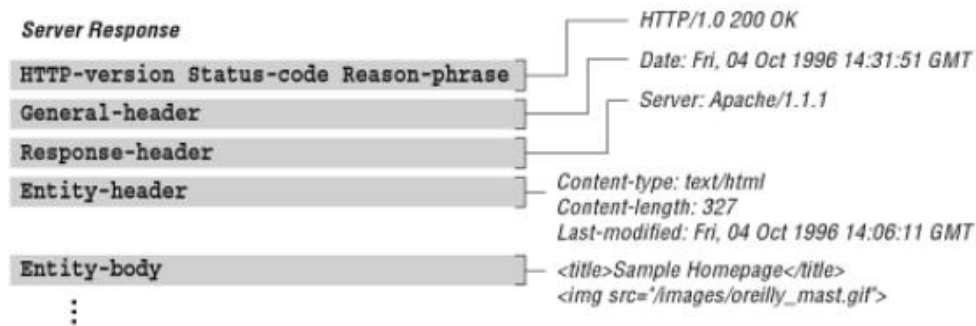 Server Response
HTTP-version Status-code Reason-phrase
HTTP/1.0 200 OK
General-header
Date: Fri, 04 Oct 1996 14:31:51 GMT
Response-header
Server: Apache/1.1.1
Entity-header
Content-type: text/html
Content-length: 327
Last-modified: Fri, 04 Oct 1996 14:06:11 GMT
Entity-body
<title>Sample Homepage</title>
<img src="/images/oreilly_mast.gif">